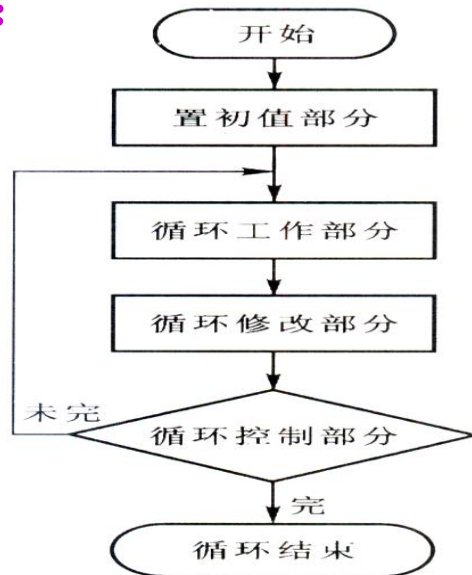 :
开始
置初值部分
循环工作部分
循环修改部分
未完
循环控制部分
完
循环结束